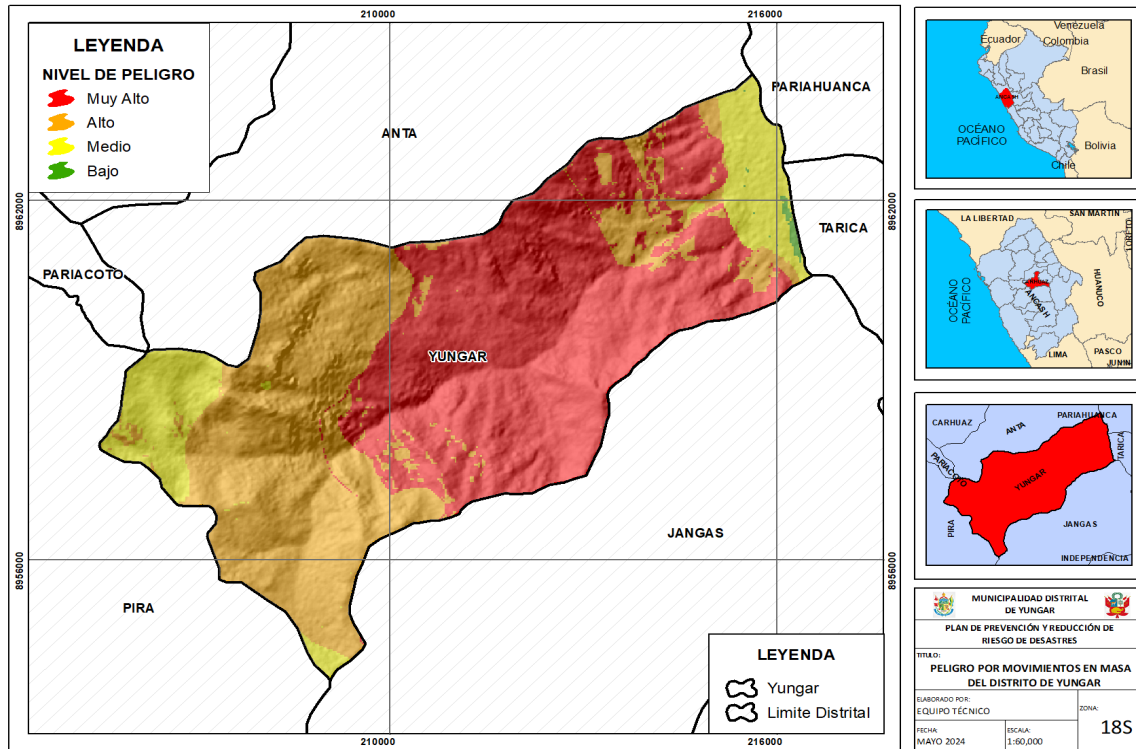 210000
216000
LEYENDA
NIVEL DE PELIGRO
Muy Alto
Alto
Medio
Bajo
ANTA
PARIAHUANCA
8962000
8962000
TARICA
PARIACOTO
YUNGAR
JANGAS
8956000
8956000
PIRA
LEYENDA
Yungar
Limite Distrital
210000
216000
Venezuela
Ecuador
Colombia
Brasil
ANCASH
OCÉANO
PACÍFICO
Bolivia
Chile
LA LIBERTAD
SAN MARTIN
LORETO
OCÉANO
PACÍFICO
CARHUAZ
HUANUCO
ANCASH
LIMA
PASCO
JUNIN
CARHUAZ
ANTA
PARIAHUANCA
TARICA
PARIACOTO
YUNGAR
PIRA
JANGAS
INDEPENDENCIA
MUNICIPALIDAD DISTRITAL
DE YUNGAR
PLAN DE PREVENCIÓN Y REDUCCIÓN DE
RIESGO DE DESASTRES
TITULO:
PELIGRO POR MOVIMIENTOS EN MASA
DEL DISTRITO DE YUNGAR
ELABORADO POR:
EQUIPO TÉCNICO
ZONA:
18S
FECHA:
MAYO 2024
ESCALA:
1:60,000